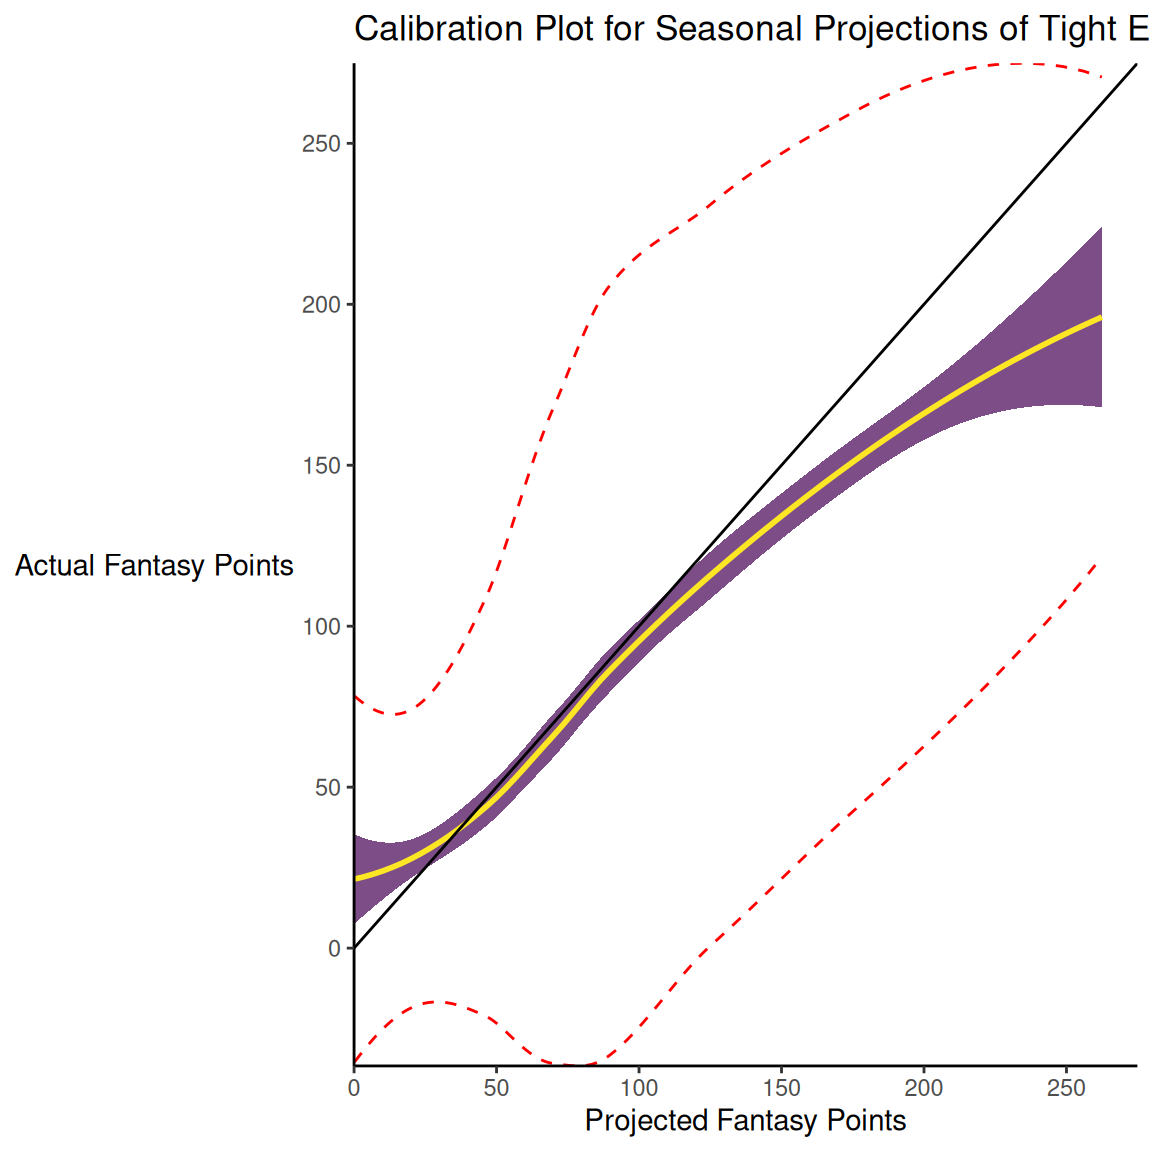 Calibration Plot for Seasonal Projections of Tight E
250
200
150
100
50
0
Actual Fantasy Points
0 50 100 150 200 250
Projected Fantasy Points